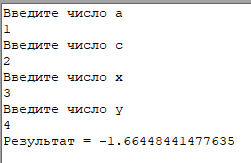 Введите число a
1
Введите число c
2
Введите число x
3
Введите число y
4
Результат = -1.66448441477635